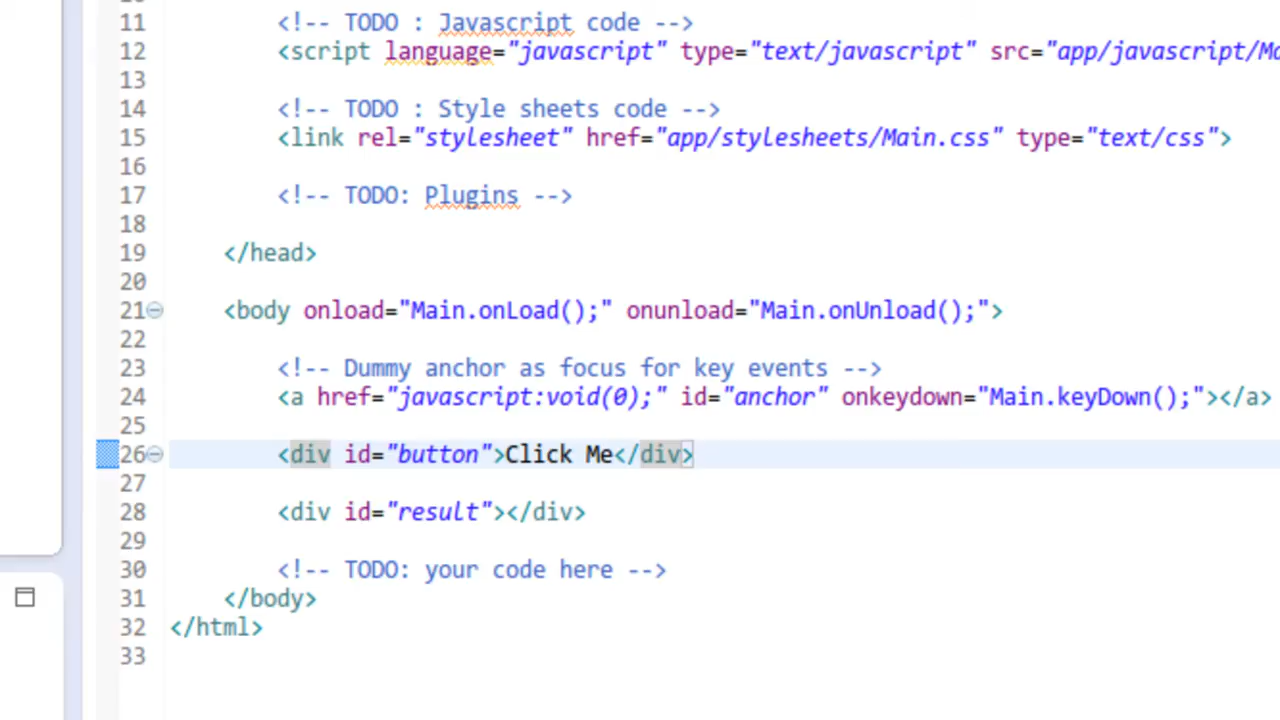 11 <!-- TODO : Javascript code -->
12 <script language="javascript" type="text/javascript" src="app/javascript/
13
14 <!-- TODO : Style sheets code -->
15 <link rel="stylesheet" href="app/stylesheets/Main.css" type="text/css">
16
17 <!-- TODO: Plugins -->
18
19 </head>
20
21 <body onload="Main.onLoad();" onunload="Main.onUnload();">
22
23 <!-- Dummy anchor as focus for key events -->
24 <a href="javascript:void(0);" id="anchor" onkeydown="Main.keyDown();"></a>
25
26 <div id="button">Click Me</div>
27
28 <div id="result"></div>
29
30 <!-- TODO: your code here -->
31 </body>
32 </html>
33